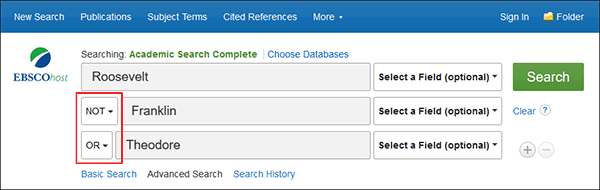 New Search Publications Subject Terms Cited References More Sign In Folder
Searching: Academic Search Complete Choose Databases
EBSCOhost
Roosevelt Select a Field (optional) Search
NOT Franklin Select a Field (optional) Clear ?
OR Theodore Select a Field (optional) + −
Basic Search Advanced Search Search History